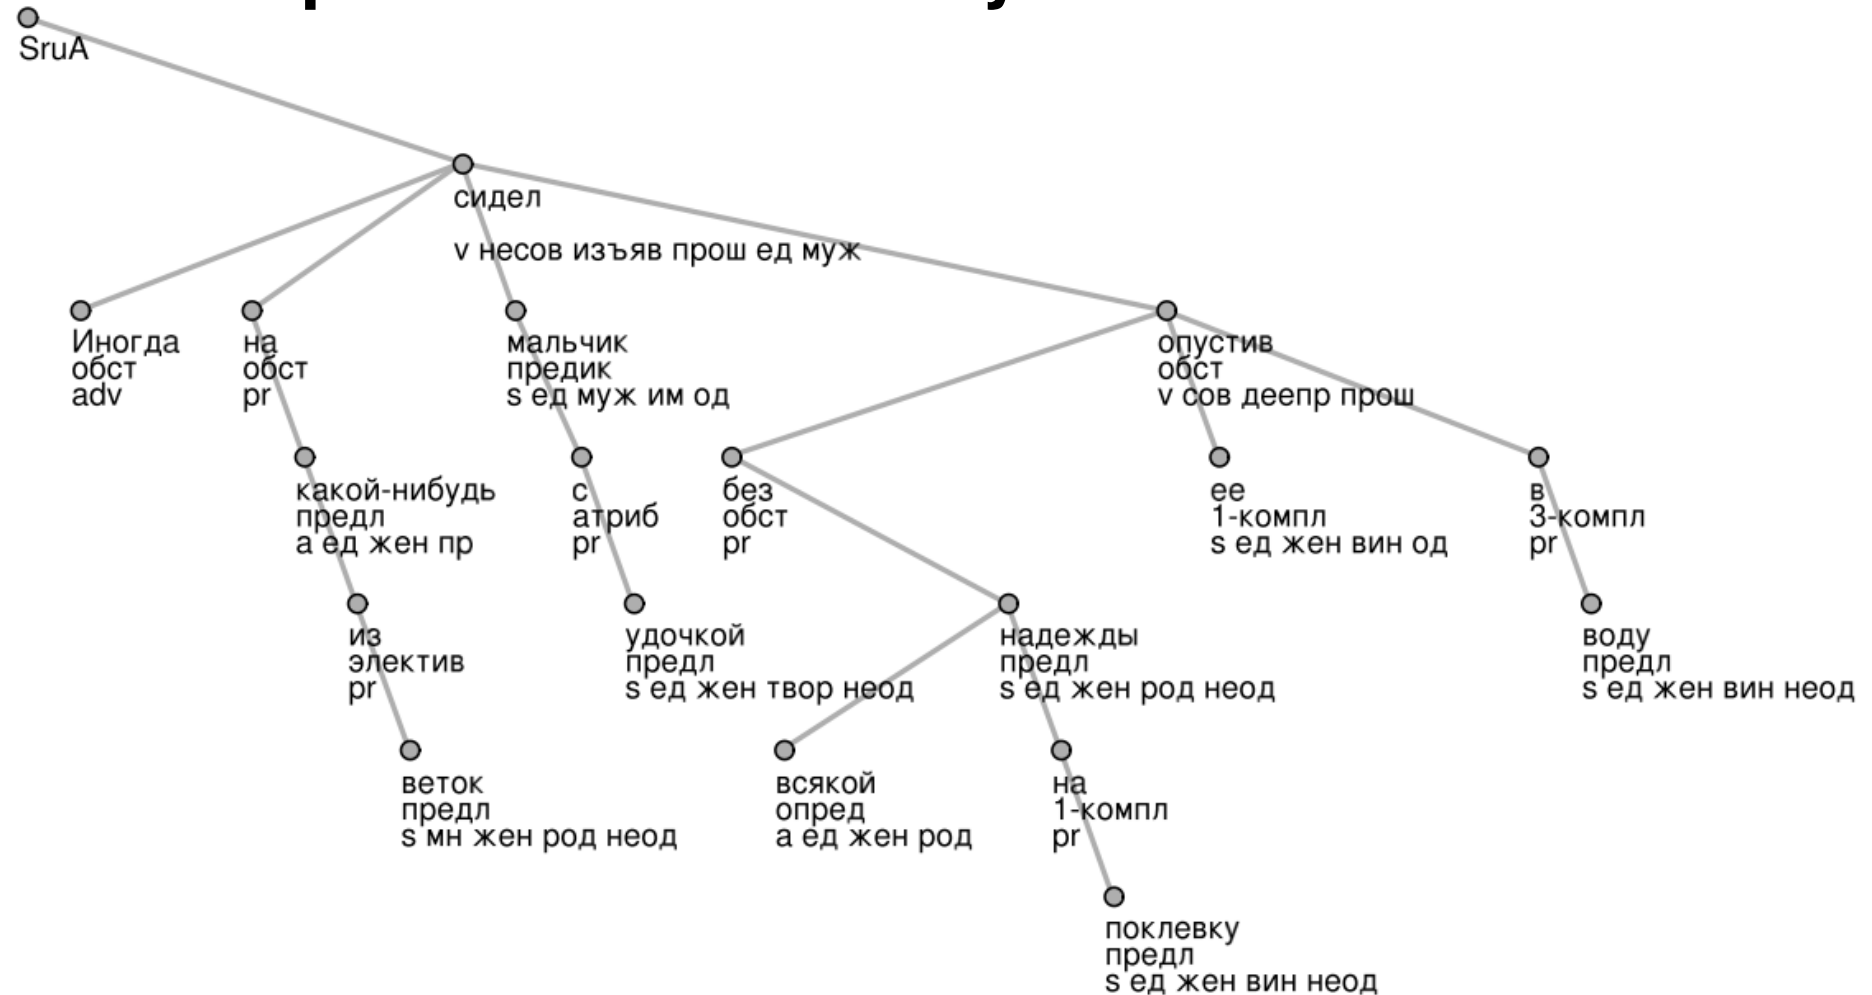 SruA
сидел
v несов изъяв прош ед муж
Иногда
обст
adv
на
обст
pr
мальчик
предик
s ед муж им од
опустив
обст
v сов деепр прош
какой-нибудь
предл
a ед жен пр
с
атриб
pr
без
обст
pr
ее
1-компл
s ед жен вин од
в
3-компл
pr
из
электив
pr
удочкой
предл
s ед жен твор неод
надежды
предл
s ед жен род неод
воду
предл
s ед жен вин неод
веток
предл
s мн жен род неод
всякой
опред
a ед жен род
на
1-компл
pr
поклевку
предл
s ед жен вин неод